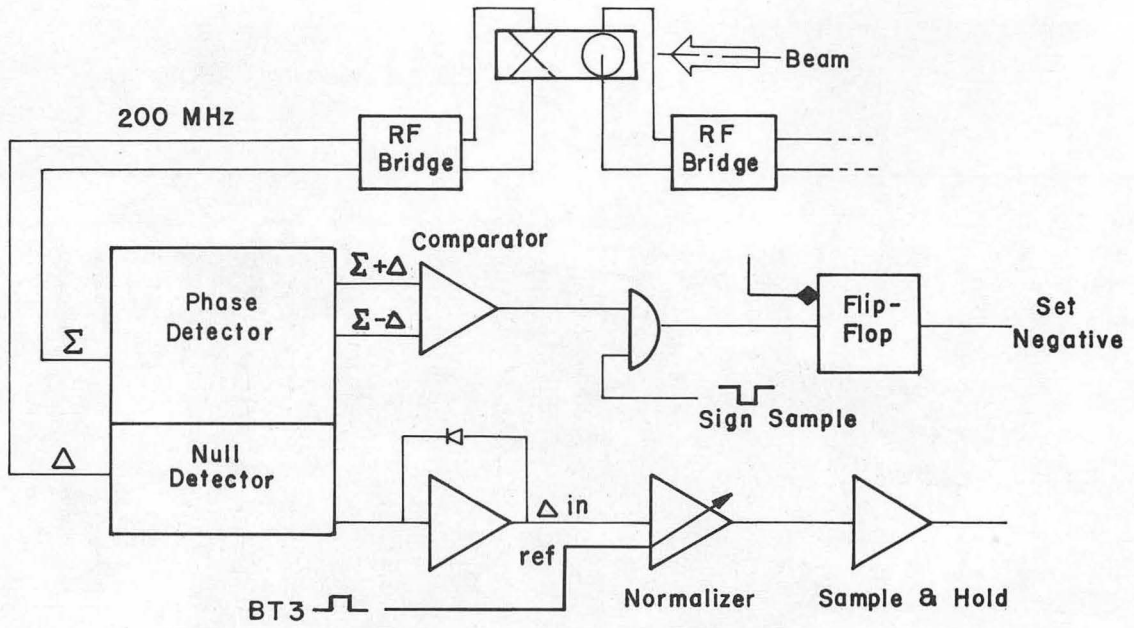 Beam
200 MHz
RF
Bridge
RF
Bridge
Comparator
Σ+Δ
Σ-Δ
Phase
Detector
Σ
Flip-
Flop
Set
Negative
Sign Sample
Null
Detector
Δ
Δ in
ref
BT3
Normalizer
Sample & Hold